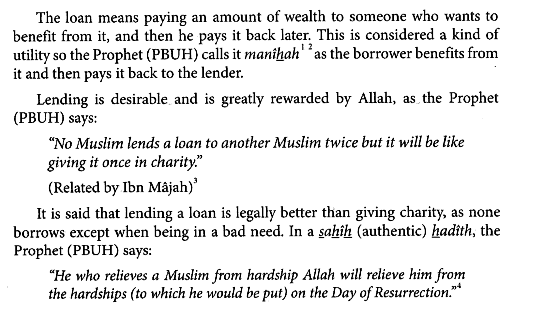 The loan means paying an amount of wealth to someone who wants to
benefit from it, and then he pays it back later. This is considered a kind of
utility so the Prophet (PBUH) calls it manîhah¹ ² as the borrower benefits from
it and then pays it back to the lender.
Lending is desirable and is greatly rewarded by Allah, as the Prophet
(PBUH) says:
“No Muslim lends a loan to another Muslim twice but it will be like
giving it once in charity.”
(Related by Ibn Mâjah)³
It is said that lending a loan is legally better than giving charity, as none
borrows except when being in a bad need. In a sahîh (authentic) hadîth, the
Prophet (PBUH) says:
“He who relieves a Muslim from hardship Allah will relieve him from
the hardships (to which he would be put) on the Day of Resurrection.”⁴